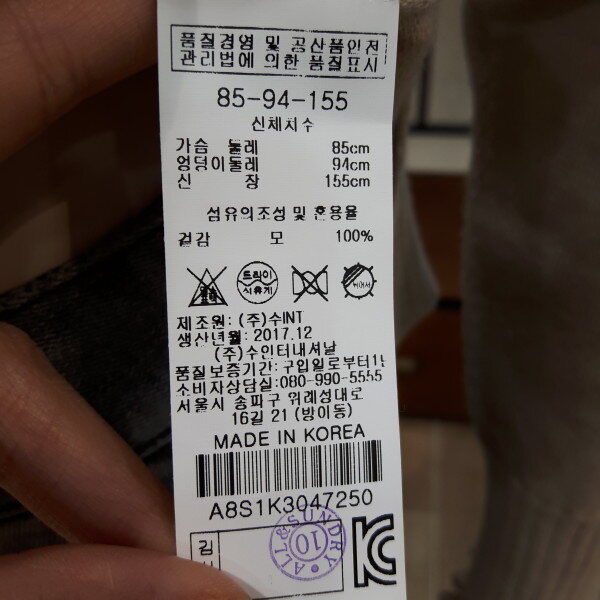 품질경영 및 공산품안전
관리법에 의한 품질표시
85-94-155
신체치수
가슴 둘레 85cm
엉덩이둘레 94cm
신 장 155cm
섬유의조성 및 혼용율
겉감 모 100%
드라이
제조원: (주)수INT
생산년월: 2017.12
(주)수인터내셔날
품질보증기간: 구입일로부터1년
소비자상담실:080-990-5555
서울시 송파구 위례성대로
16길 21 (방이동)
MADE IN KOREA
A8S1K3047250
ALL&SUNDRY
10
KC